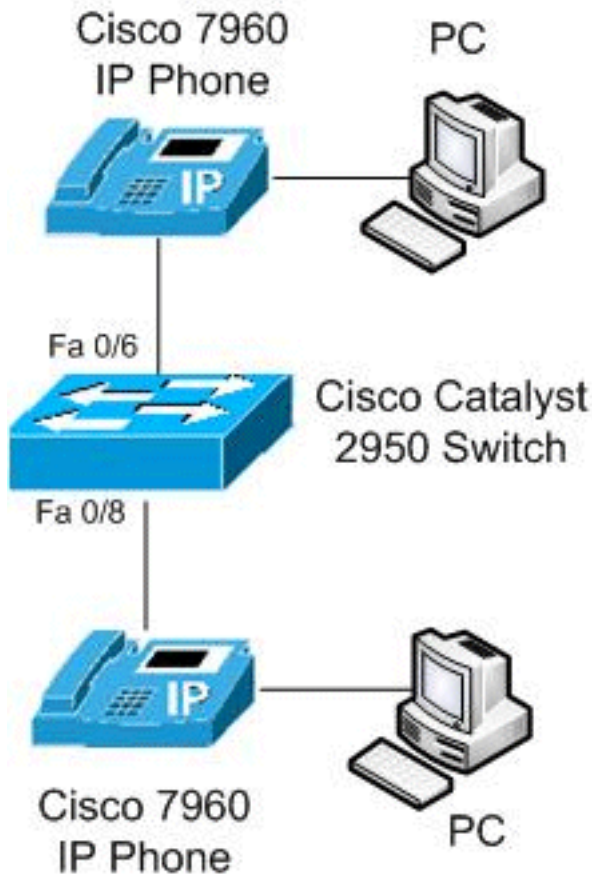 Cisco 7960
IP Phone
PC
IP
Fa 0/6
Cisco Catalyst
2950 Switch
Fa 0/8
IP
Cisco 7960
IP Phone
PC